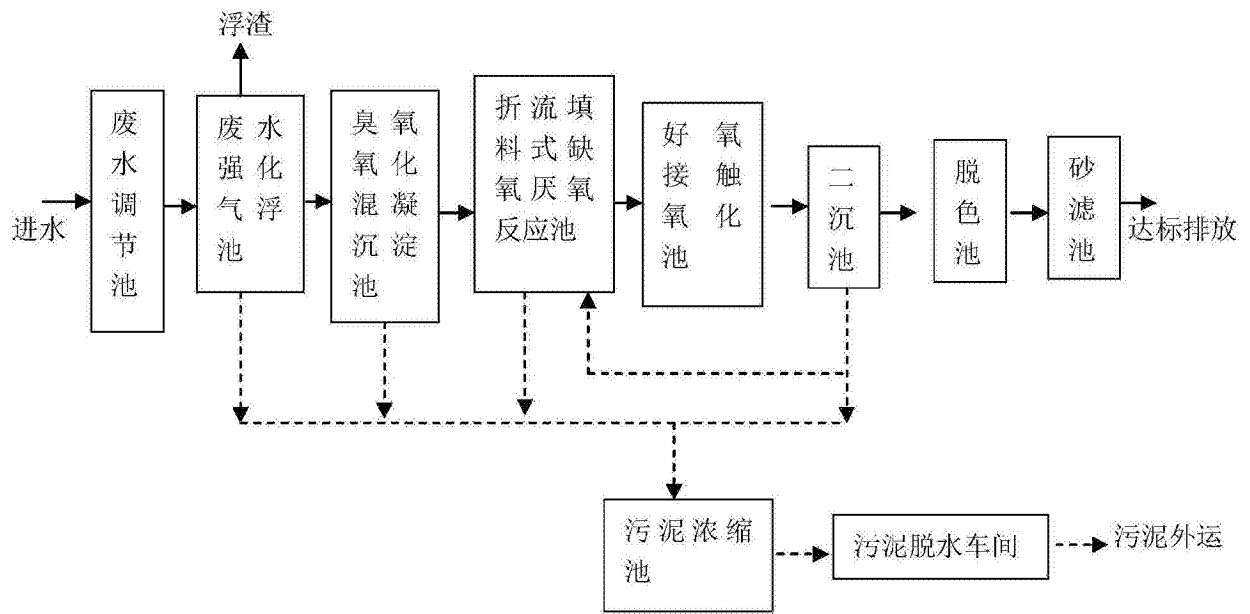 浮渣
进水
废
水
调
节
池
废水
强化
气浮
池
臭氧
氧化
混凝
沉淀
池
折流填
料式缺
氧厌氧
反应池
好氧
接触
氧化
池
二
沉
池
脱
色
池
砂
滤
池
达标排放
污泥浓缩
池
污泥脱水车间
污泥外运